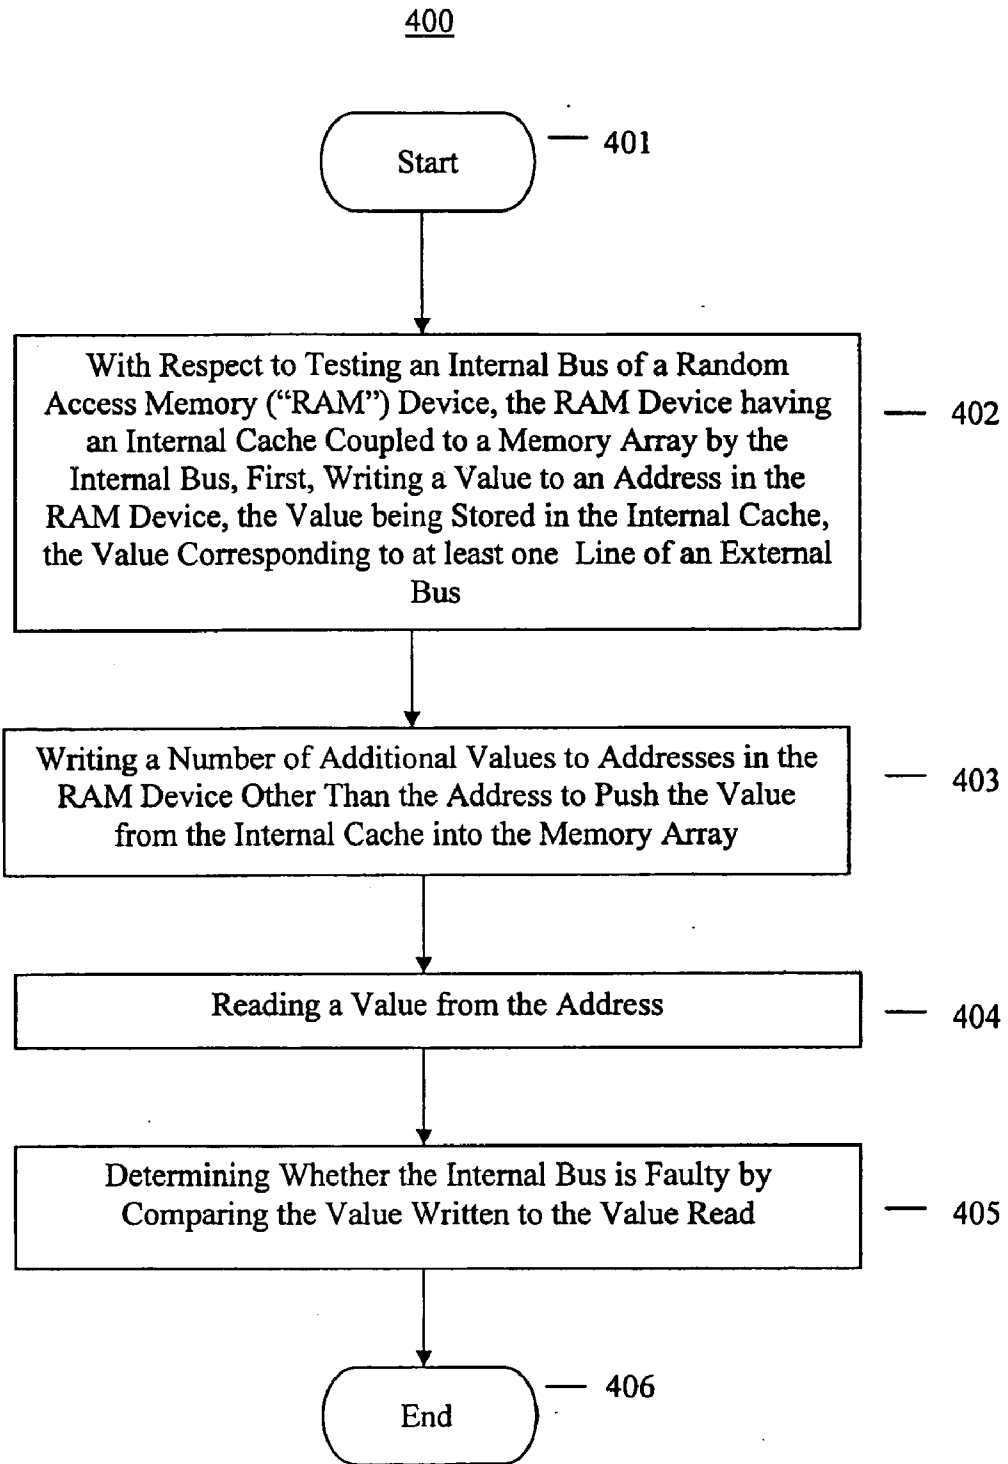 400
Start
401
With Respect to Testing an Internal Bus of a Random
Access Memory (“RAM”) Device, the RAM Device having
an Internal Cache Coupled to a Memory Array by the
Internal Bus, First, Writing a Value to an Address in the
RAM Device, the Value being Stored in the Internal Cache,
the Value Corresponding to at least one Line of an External
Bus
402
Writing a Number of Additional Values to Addresses in the
RAM Device Other Than the Address to Push the Value
from the Internal Cache into the Memory Array
403
Reading a Value from the Address
404
Determining Whether the Internal Bus is Faulty by
Comparing the Value Written to the Value Read
405
End
406